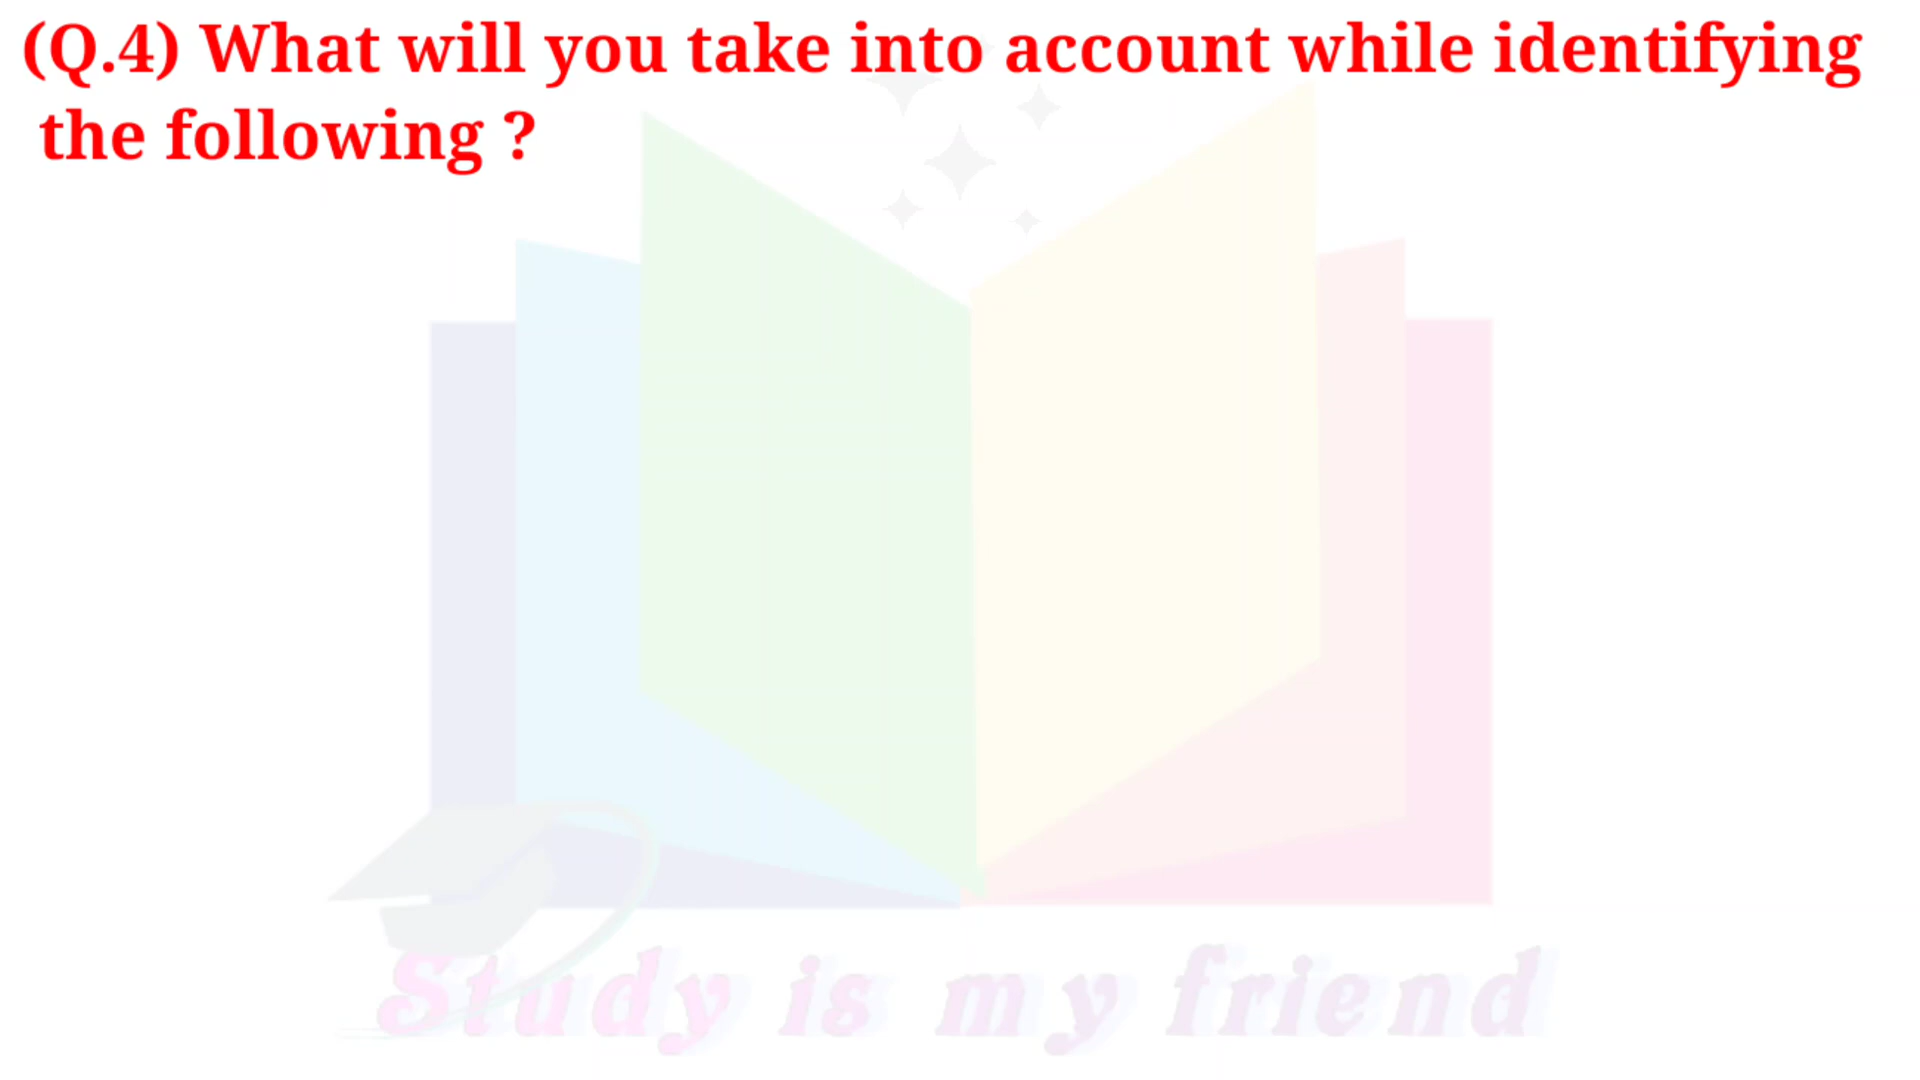 (Q.4) What will you take into account while identifying
the following ?
Study is my friend